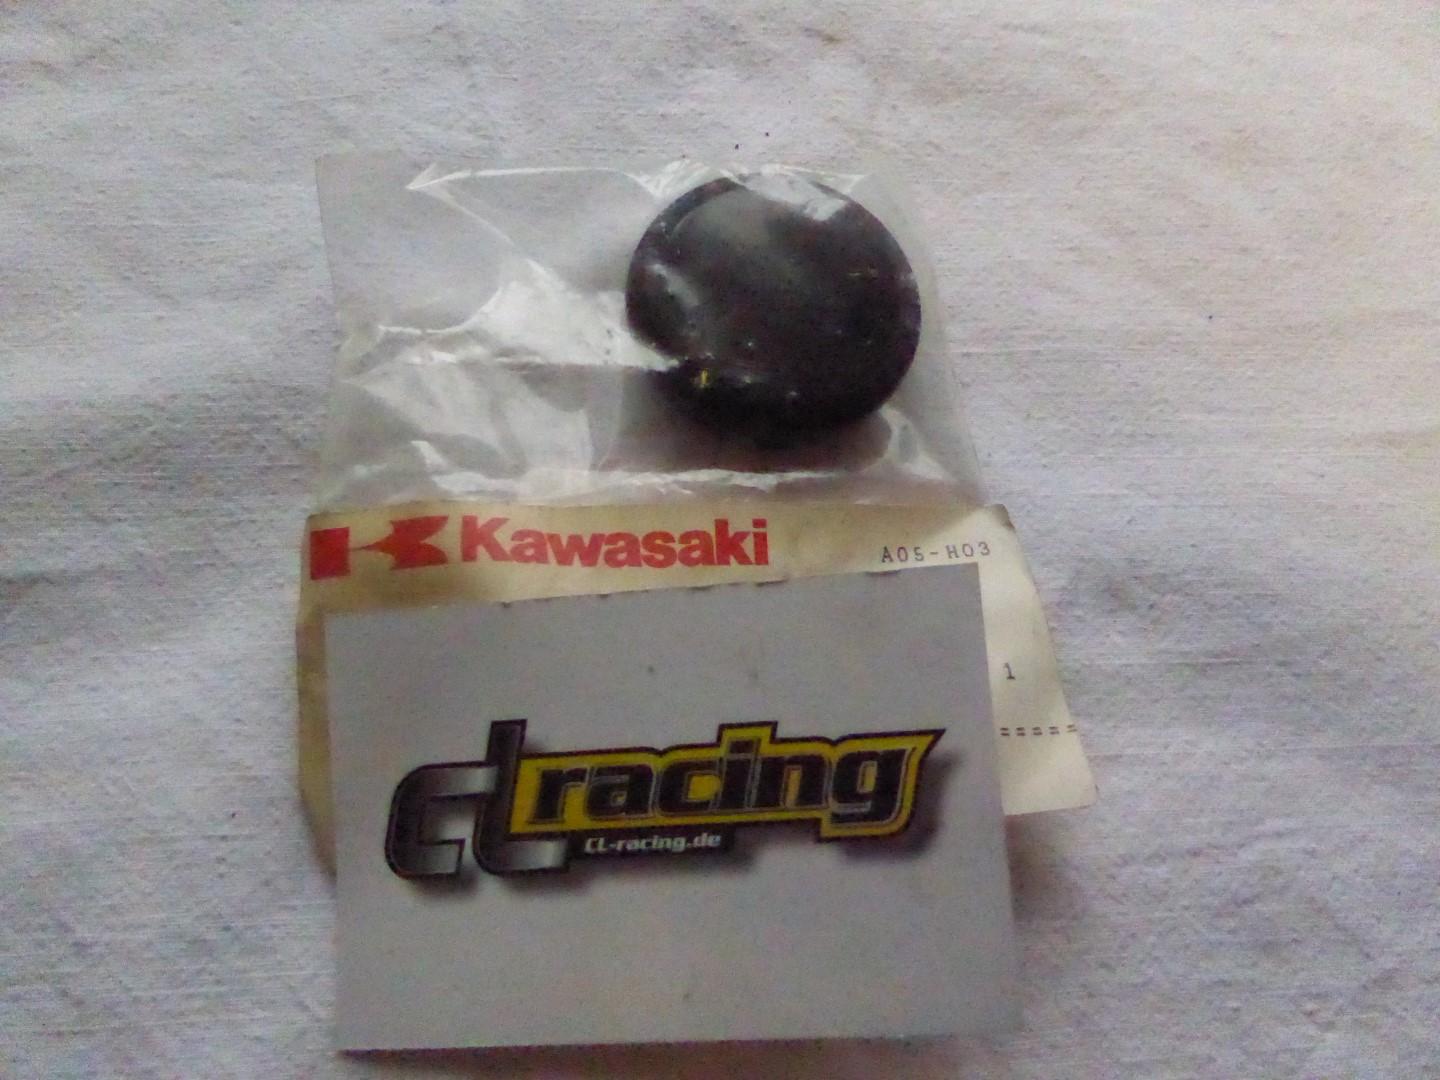 Kawasaki
A05-H03
1
=====
CL racing
CL-racing.de